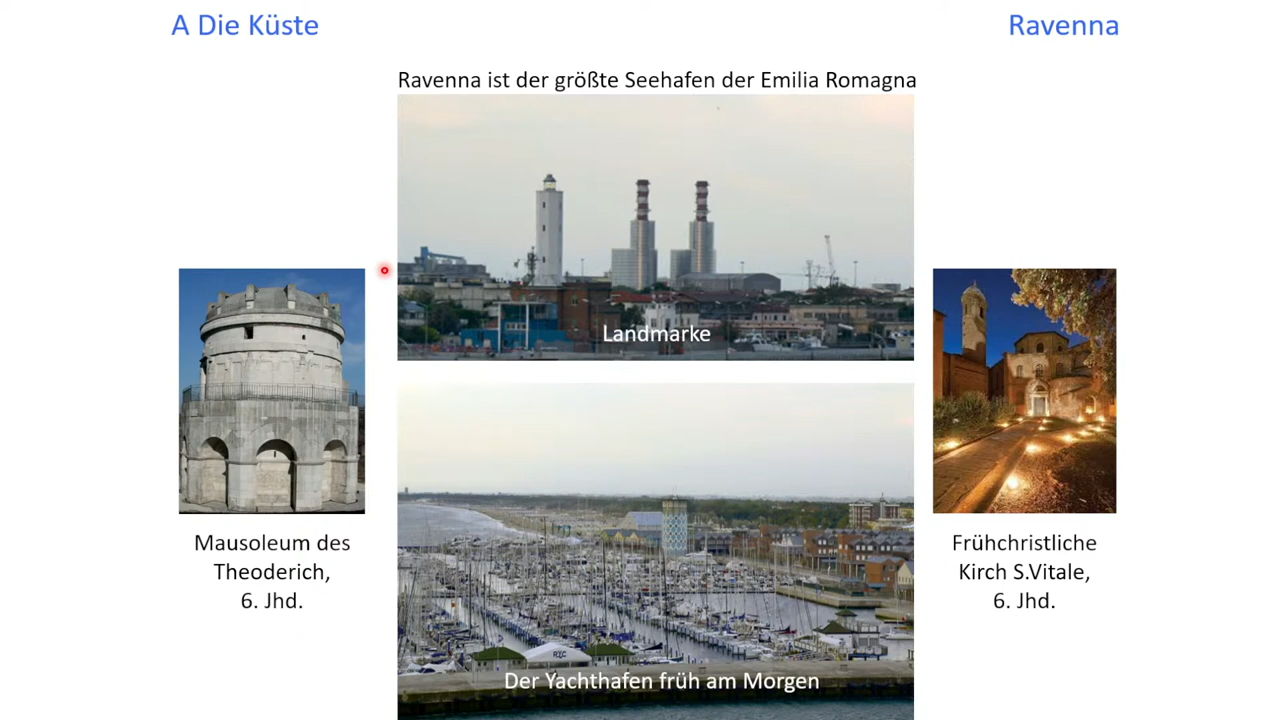 A Die Küste
Ravenna
Ravenna ist der größte Seehafen der Emilia Romagna
Landmarke
Mausoleum des
Theoderich,
6. Jhd.
Frühchristliche
Kirch S.Vitale,
6. Jhd.
RYC
Der Yachthafen früh am Morgen